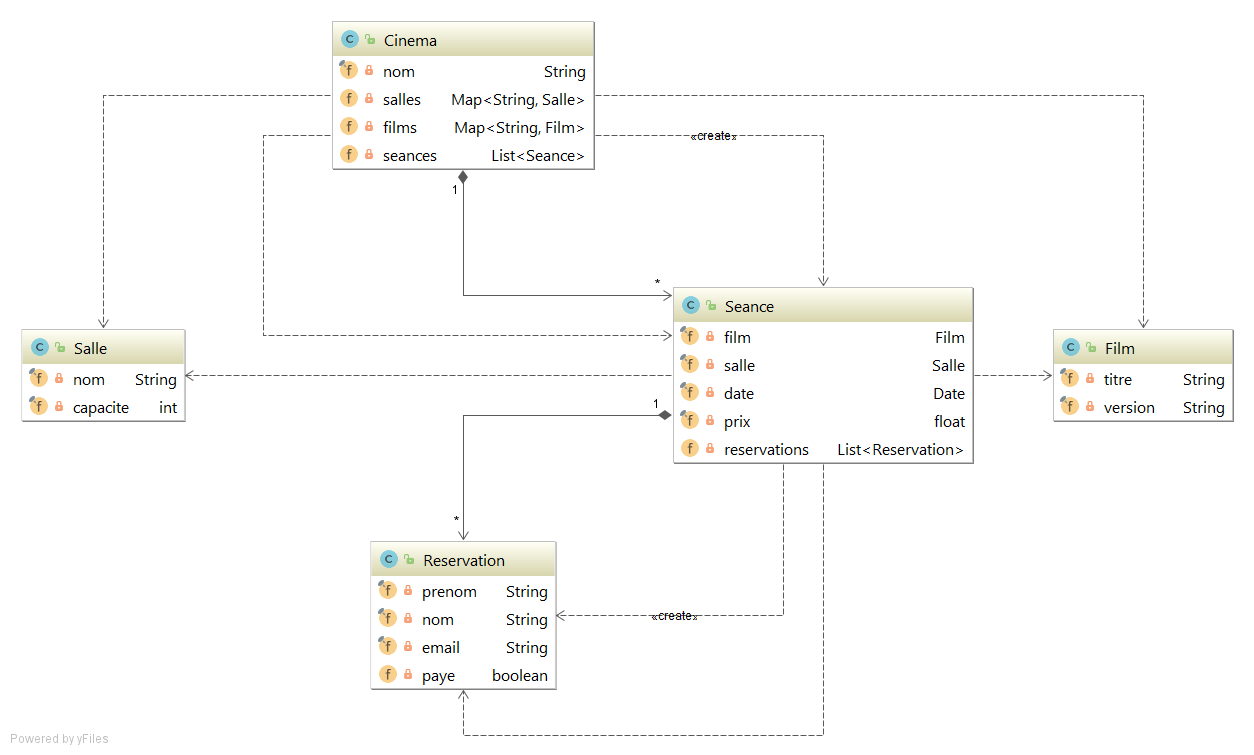 Cinema
nom String
salles Map<String, Salle>
films Map<String, Film>
seances List<Seance>
«create»
1
*
Seance
film Film
salle Salle
date Date
prix float
reservations List<Reservation>
Salle
nom String
capacite int
Film
titre String
version String
1
*
Reservation
prenom String
nom String
email String
paye boolean
«create»
Powered by yFiles